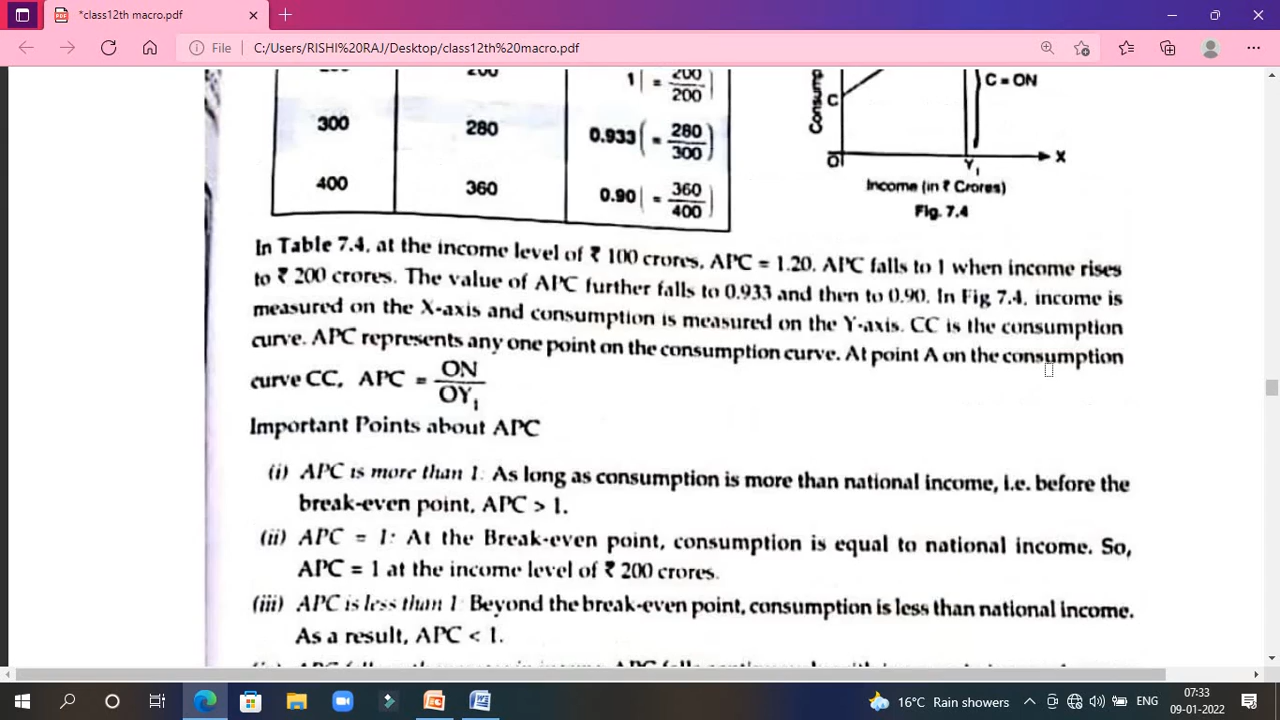 *class12th macro.pdf
File C:/Users/RISHI%20RAJ/Desktop/class12th%20macro.pdf
200 1 = 200/200
300 280 0.933 ( = 280/300 )
400 360 0.90 = 360/400
C = ON
Consump
C
O Y1 X
Income (in ₹ Crores)
Fig. 7.4
In Table 7.4, at the income level of ₹ 100 crores, APC = 1.20. APC falls to 1 when income rises
to ₹ 200 crores. The value of APC further falls to 0.933 and then to 0.90. In Fig 7.4, income is
measured on the X-axis and consumption is measured on the Y-axis. CC is the consumption
curve. APC represents any one point on the consumption curve. At point A on the consumption
curve CC, APC = ON/OY1
Important Points about APC
(i) APC is more than 1: As long as consumption is more than national income, i.e. before the
break-even point, APC > 1.
(ii) APC = 1: At the Break-even point, consumption is equal to national income. So,
APC = 1 at the income level of ₹ 200 crores.
(iii) APC is less than 1: Beyond the break-even point, consumption is less than national income.
As a result, APC < 1.
16°C Rain showers ENG 07:33
09-01-2022